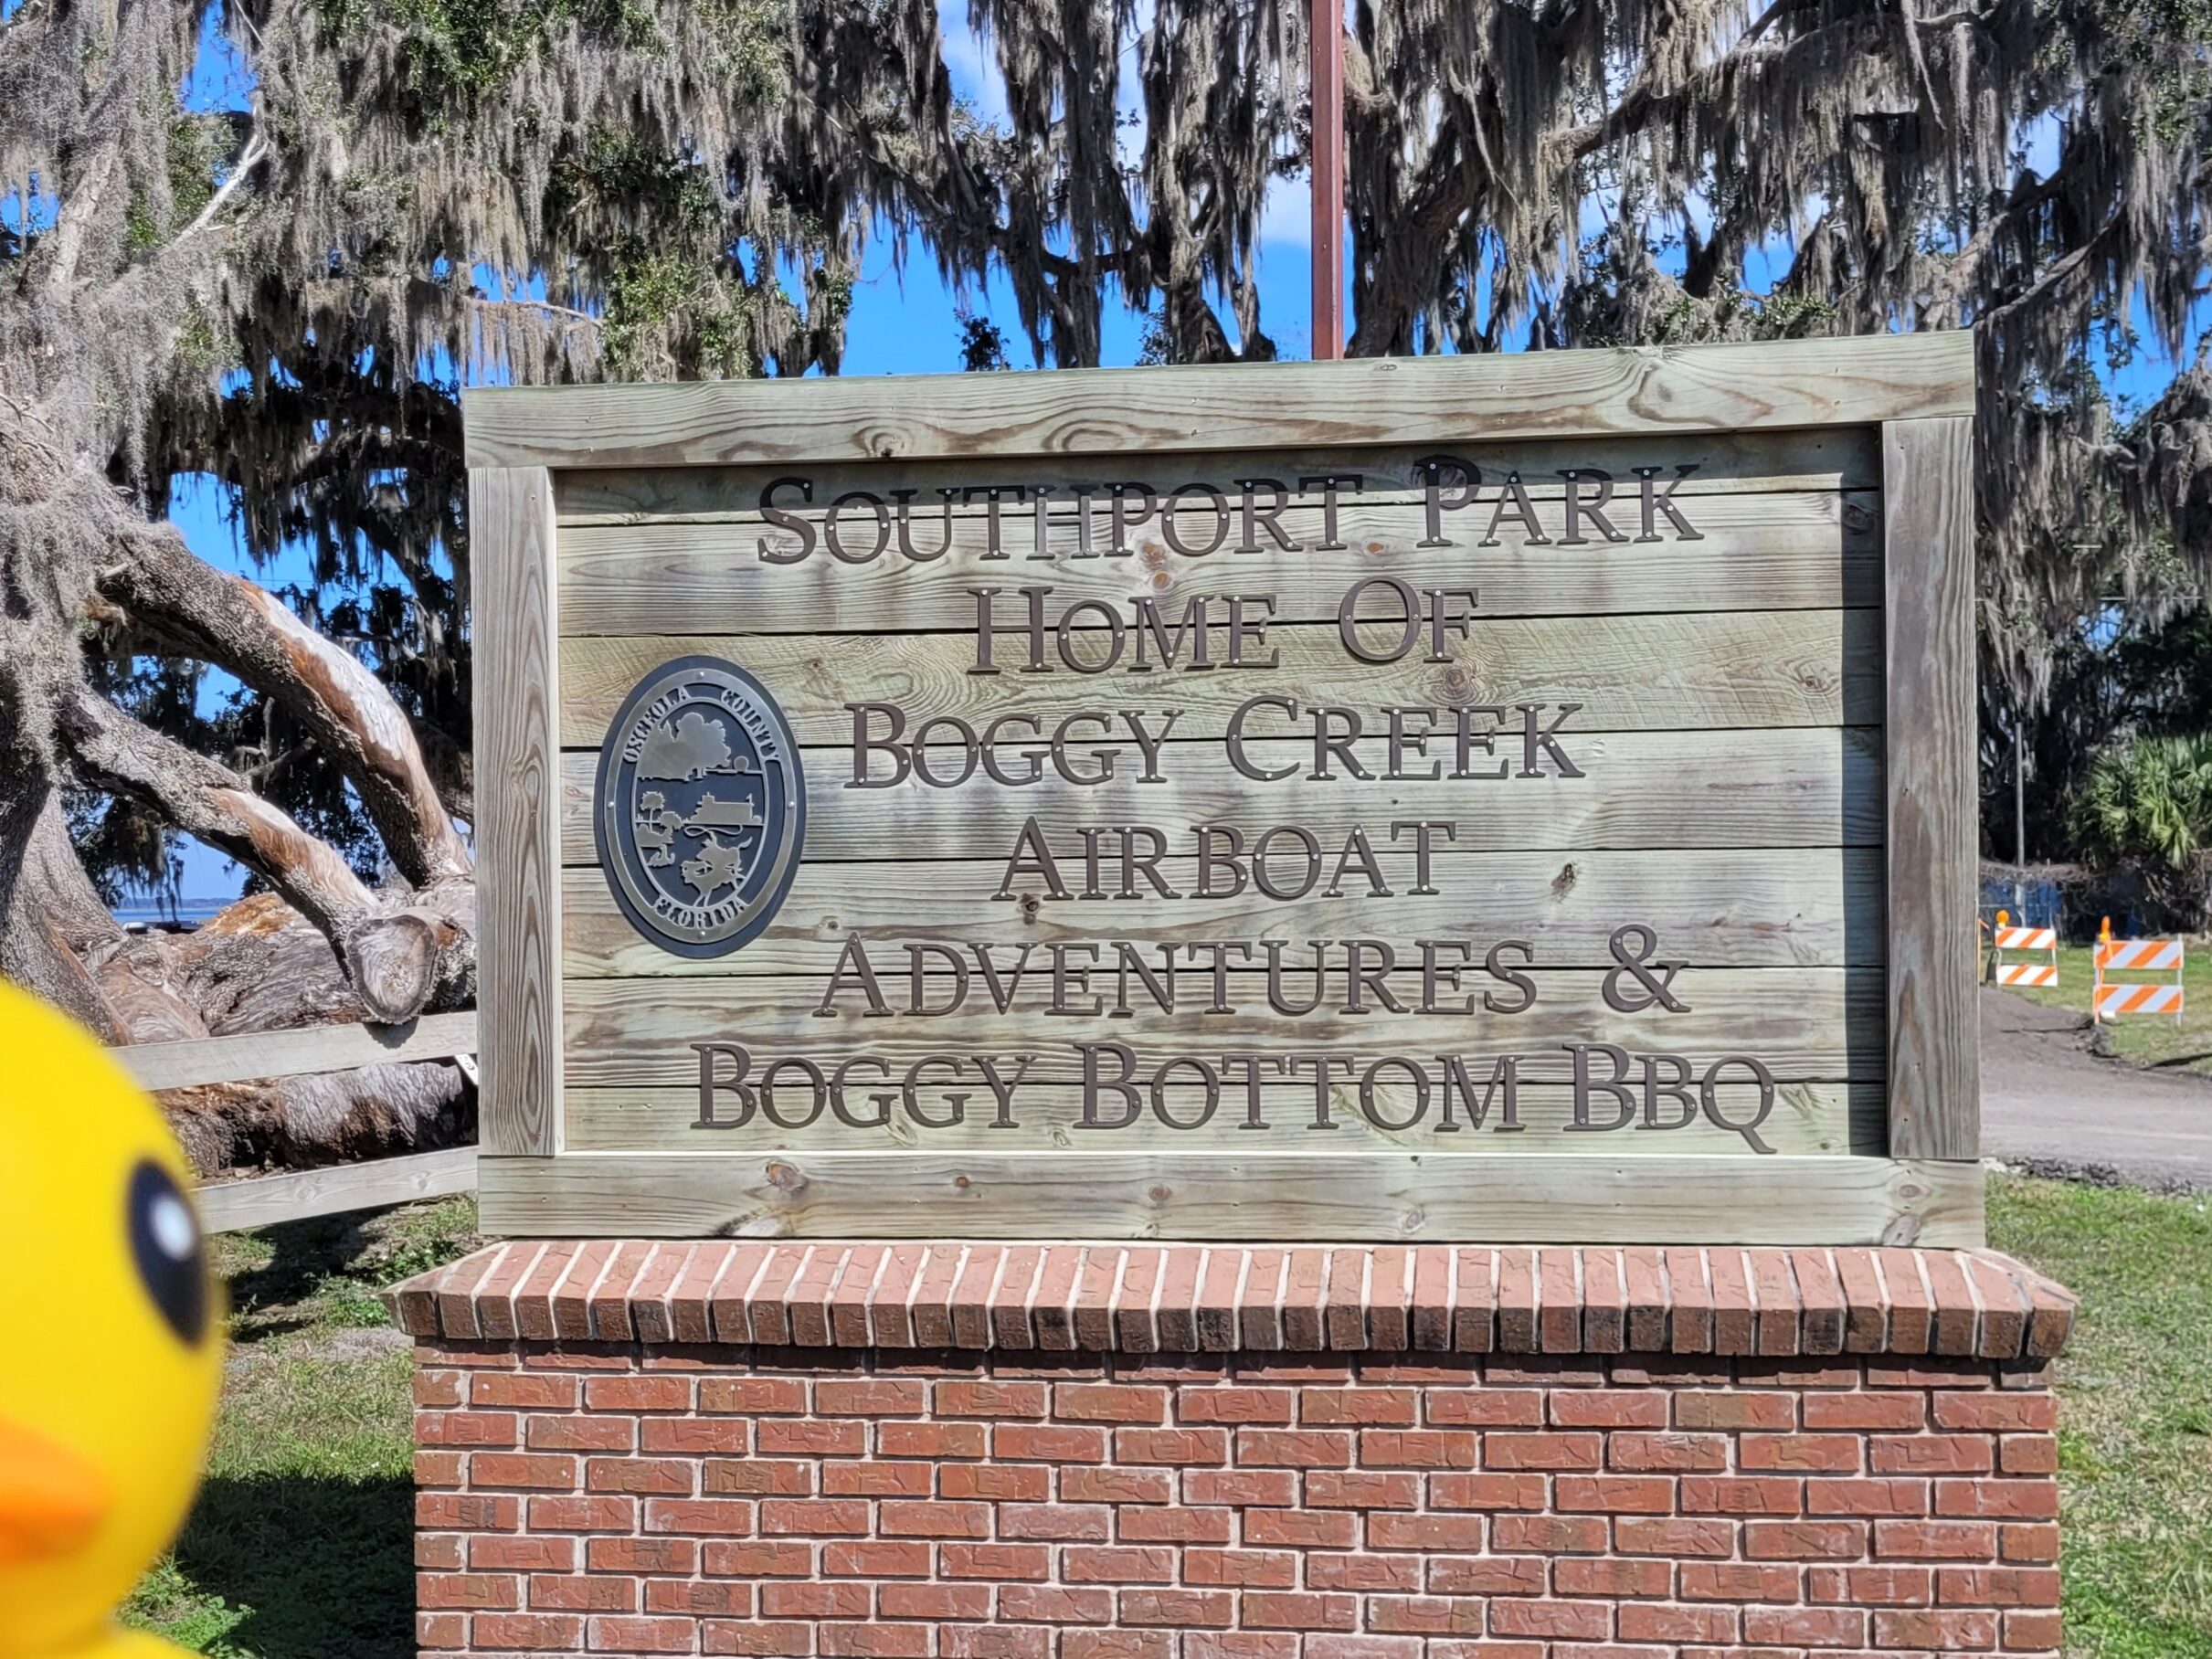 Southport Park
Home Of
Boggy Creek
Airboat
Adventures &
Boggy Bottom BBQ
OSCEOLA COUNTY
FLORIDA